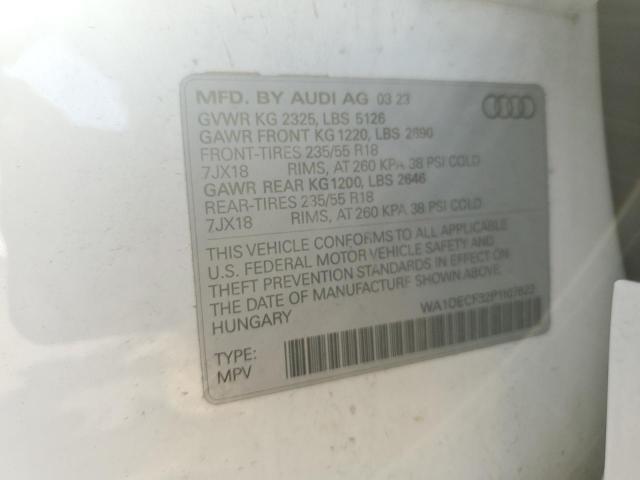 MFD. BY AUDI AG 03 23
GVWR KG 2325, LBS 5126
GAWR FRONT KG 1220, LBS 2690
FRONT-TIRES 235/55 R18
7JX18 RIMS, AT 260 KPA 38 PSI COLD
GAWR REAR KG1200, LBS 2646
REAR-TIRES 235/55 R18
7JX18 RIMS, AT 260 KPA 38 PSI COLD
THIS VEHICLE CONFORMS TO ALL APPLICABLE
U.S. FEDERAL MOTOR VEHICLE SAFETY AND
THEFT PREVENTION STANDARDS IN EFFECT ON
THE DATE OF MANUFACTURE SHOWN ABOVE.
HUNGARY
TYPE:
MPV